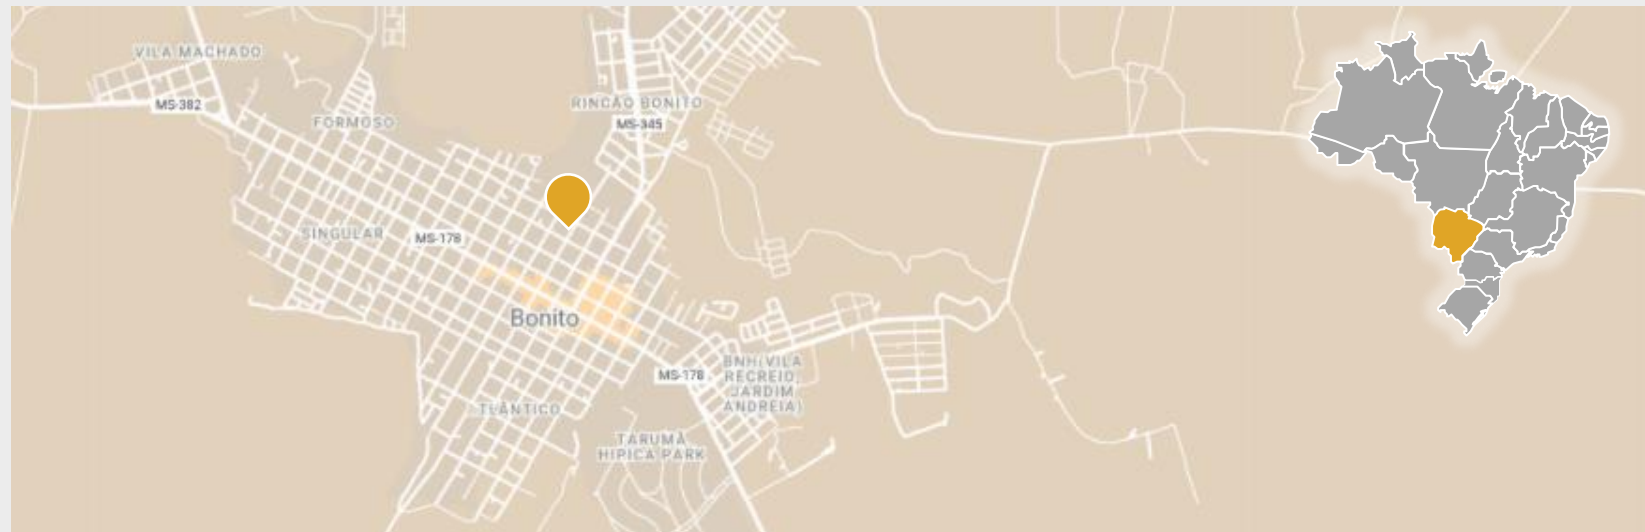 VILA MACHADO
MS-382
FORMOSO
RINCÃO BONITO
MS-345
SINGULAR
MS-178
Bonito
MS-178
BNH(VILA
RECREIO,
JARDIM
ANDRÉIA)
TLÂNTICO
TARUMÃ
HIPICA PARK